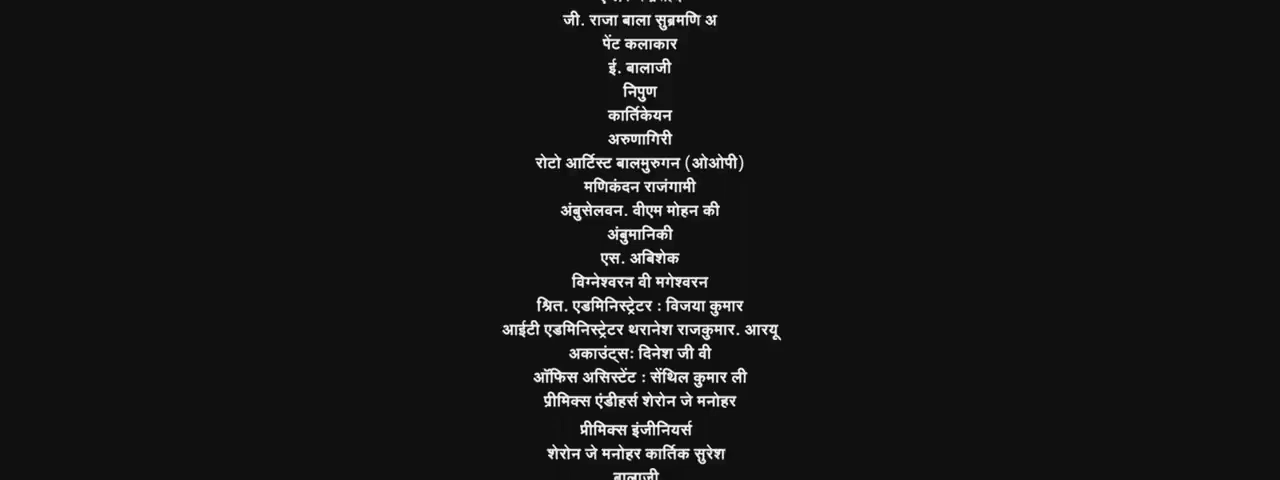 जी. राजा बाला सुब्रमणि अ
पेंट कलाकार
ई. बालाजी
निपुण
कार्तिकेयन
अरुणागिरी
रोटो आर्टिस्ट बालमुरुगन (ओओपी)
मणिकंदन राजंगामी
अंबुसेलवन. वीएम मोहन की
अंबुमानिकी
एस. अबिशेक
विग्नेश्वरन वी मगेश्वरन
श्रित. एडमिनिस्ट्रेटर : विजया कुमार
आईटी एडमिनिस्ट्रेटर थरानेश राजकुमार. आरयू
अकाउंट्स: दिनेश जी वी
ऑफिस असिस्टेंट : सेंथिल कुमार ली
प्रीमिक्स एंडीहर्स शेरोन जे मनोहर
प्रीमिक्स इंजीनियर्स
शेरोन जे मनोहर कार्तिक सुरेश
बालाजी